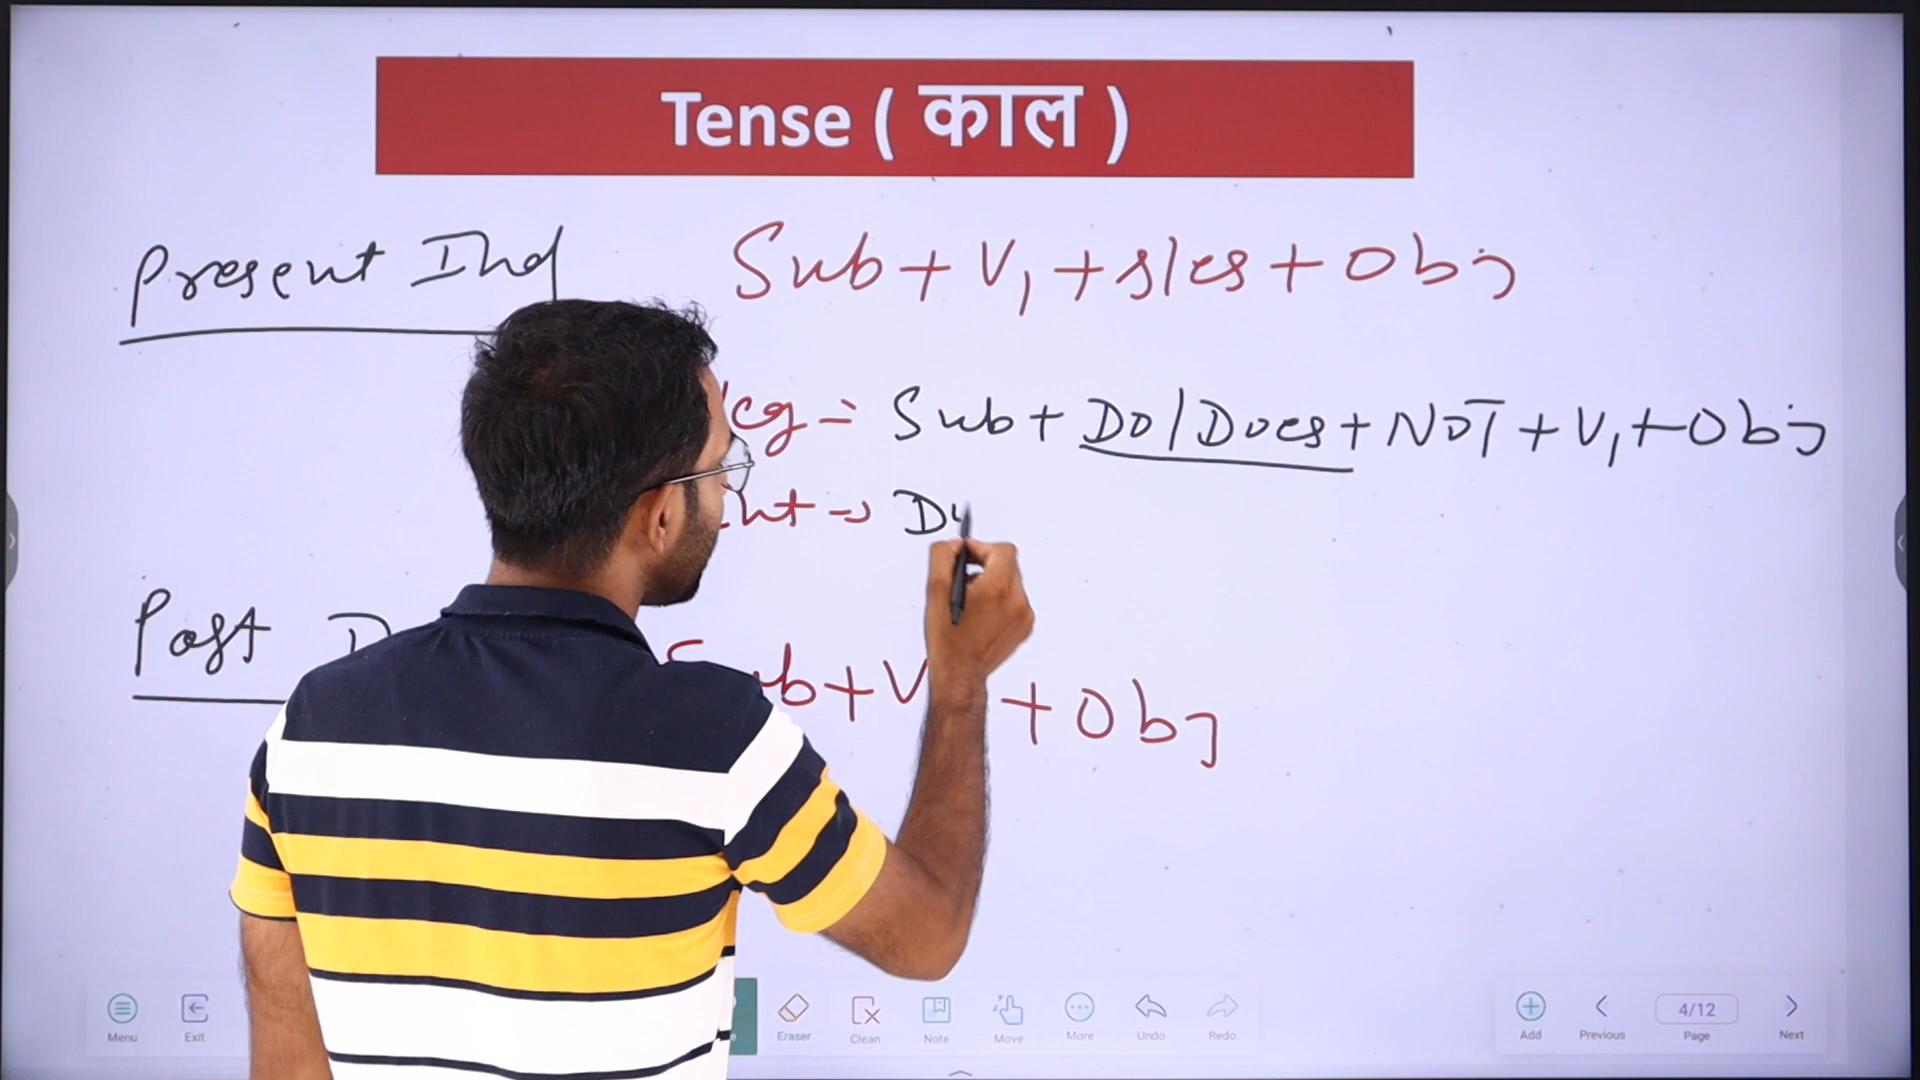 Tense ( काल )
Present Ind
Sub + V1 + s/es + Obj
= Sub + Do/Does + NOT + V1 + Obj
Past
+ V + Obj
Menu
Exit
Eraser
Clean
Note
Move
More
Undo
Redo
Add
Previous
4/12
Page
Next